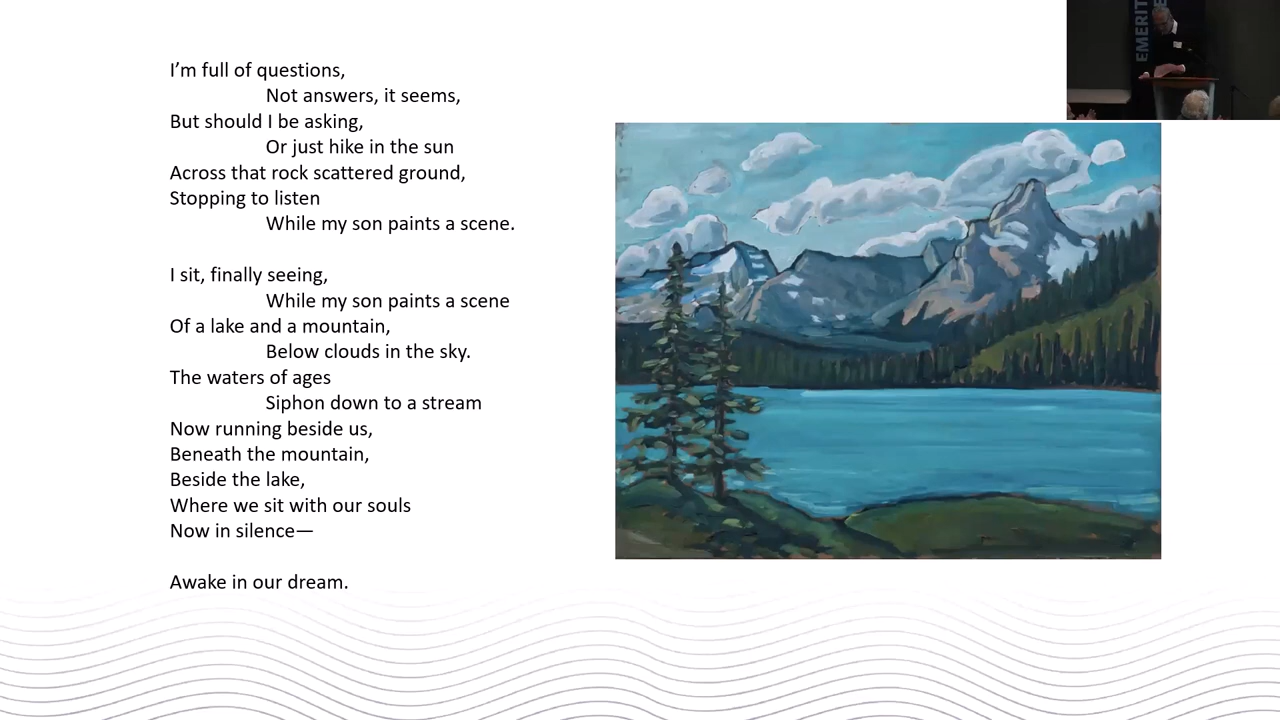 I'm full of questions,
Not answers, it seems,
But should I be asking,
Or just hike in the sun
Across that rock scattered ground,
Stopping to listen
While my son paints a scene.
I sit, finally seeing,
While my son paints a scene
Of a lake and a mountain,
Below clouds in the sky.
The waters of ages
Siphon down to a stream
Now running beside us,
Beneath the mountain,
Beside the lake,
Where we sit with our souls
Now in silence—
Awake in our dream.
EMERIT